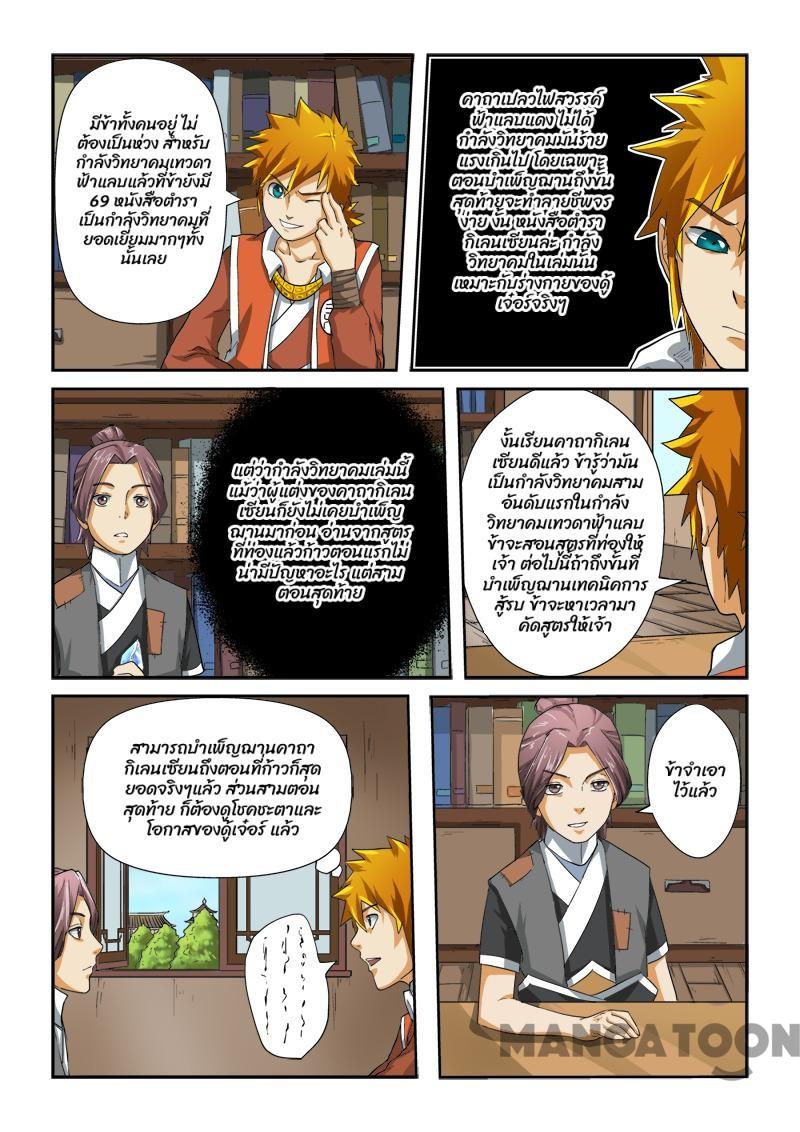 มีข้าทั้งคนอยู่ ไม่
ต้องเป็นห่วง สำหรับ
กำลังวิทยาคมเทวดา
ฟ้าแลบแล้วที่ข้ายังมี
69 หนังสือตำรา
เป็นกำลังวิทยาคมที่
ยอดเยี่ยมมากๆทั้ง
นั้นเลย
คาถาเปลวไฟสวรรค์
ฟ้าแลบแดง ไม่ได้
กำลังวิทยาคมมันร้าย
แรงเกินไป โดยเฉพาะ
ตอนบำเพ็ญฌานถึงขั้น
สุดท้ายจะทำลายชีพจร
ง่ายงั้น หนังสือตำรา
กิเลนเซียนล่ะ กำลัง
วิทยาคมในเล่มนั้น
เหมาะกับร่างกายของตู้
เจ๋อร์จริงๆ
แต่ว่ากำลังวิทยาคมเล่มนี้
แม้ว่าผู้แต่งของคาถากิเลน
เซียนก็ยังไม่เคยบำเพ็ญ
ฌานมาก่อน อ่านจากสูตร
ที่ท่องแล้วก้าวตอนแรกไม่
น่ามีปัญหาอะไร แต่สาม
ตอนสุดท้าย
งั้นเรียนคาถากิเลน
เซียนดีแล้ว ข้ารู้ว่ามัน
เป็นกำลังวิทยาคมสาม
อันดับแรกในกำลัง
วิทยาคมเทวดาฟ้าแลบ
ข้าจะสอนสูตรที่ท่องให้
เจ้า ต่อไปนี้ถ้าถึงขั้นที่
บำเพ็ญฌานเทคนิคการ
สู้รบ ข้าจะหาเวลามา
คัดสูตรให้เจ้า
สามารถบำเพ็ญฌานคาถา
กิเลนเซียนถึงตอนที่ก้าวก็สุด
ยอดจริงๆแล้ว ส่วนสามตอน
สุดท้าย ก็ต้องดูโชคชะตาและ
โอกาสของตู้เจ๋อร์ แล้ว
ข้าจำเอา
ไว้แล้ว
MANGATOON